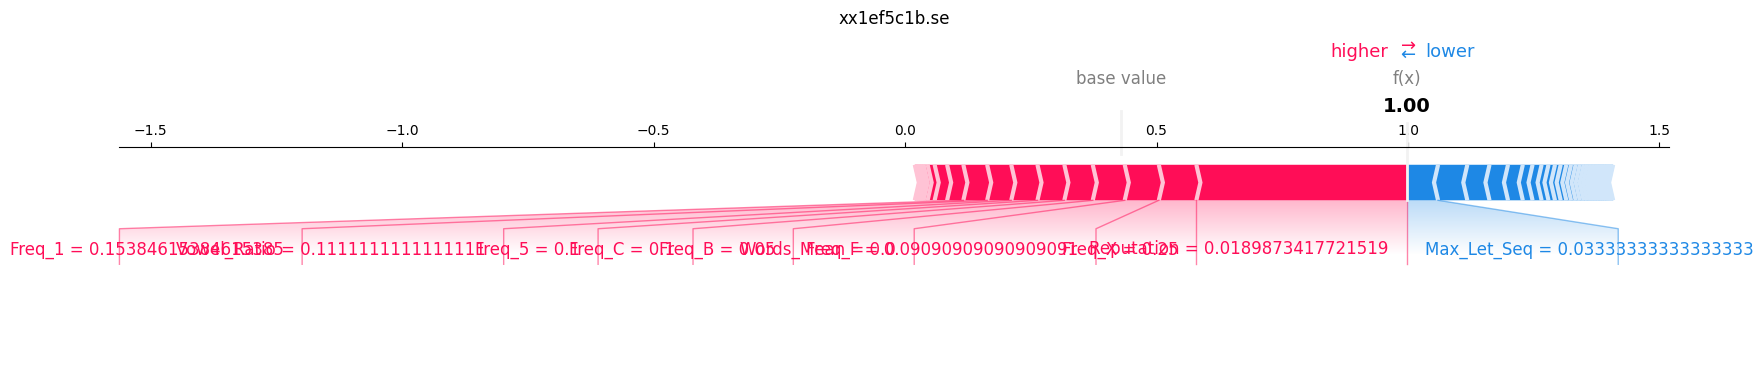 xx1ef5c1b.se
higher → ← lower
base value f(x)
1.00
−1.5 −1.0 −0.5 0.0 0.5 1.0 1.5
Freq_1 = 0.15384615384615385 Vowel_Ratio = 0.1111111111111111 Freq_5 = 0.1 Freq_C = 0.1 Freq_B = 0.05 Words_Mean = 0.0 Freq_F = 0.09090909090909091 Freq_X = 0.25 Reputation = 0.0189873417721519 Max_Let_Seq = 0.03333333333333333